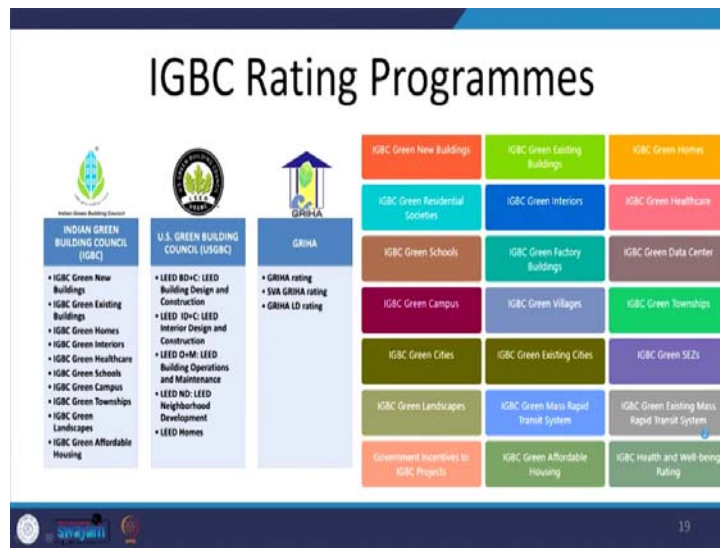 IGBC Rating Programmes
Indian Green Building Council
LEED
USGBC
GRIHA
INDIAN GREEN
BUILDING COUNCIL
(IGBC)
• IGBC Green New
Buildings
• IGBC Green Existing
Buildings
• IGBC Green Homes
• IGBC Green Interiors
• IGBC Green Healthcare
• IGBC Green Schools
• IGBC Green Campus
• IGBC Green Townships
• IGBC Green
Landscapes
• IGBC Green Affordable
Housing
U.S. GREEN BUILDING
COUNCIL (USGBC)
• LEED BD+C: LEED
Building Design and
Construction
• LEED ID+C: LEED
Interior Design and
Construction
• LEED O+M: LEED
Building Operations
and Maintenance
• LEED ND: LEED
Neighborhood
Development
• LEED Homes
GRIHA
• GRIHA rating
• SVA GRIHA rating
• GRIHA LD rating
IGBC Green New Buildings
IGBC Green Existing
Buildings
IGBC Green Homes
IGBC Green Residential
Societies
IGBC Green Interiors
IGBC Green Healthcare
IGBC Green Schools
IGBC Green Factory
Buildings
IGBC Green Data Center
IGBC Green Campus
IGBC Green Villages
IGBC Green Townships
IGBC Green Cities
IGBC Green Existing Cities
IGBC Green SEZs
IGBC Green Landscapes
IGBC Green Mass Rapid
Transit System
IGBC Green Existing Mass
Rapid Transit System
Government Incentives to
IGBC Projects
IGBC Green Affordable
Housing
IGBC Health and Well-being
Rating
swayam
19